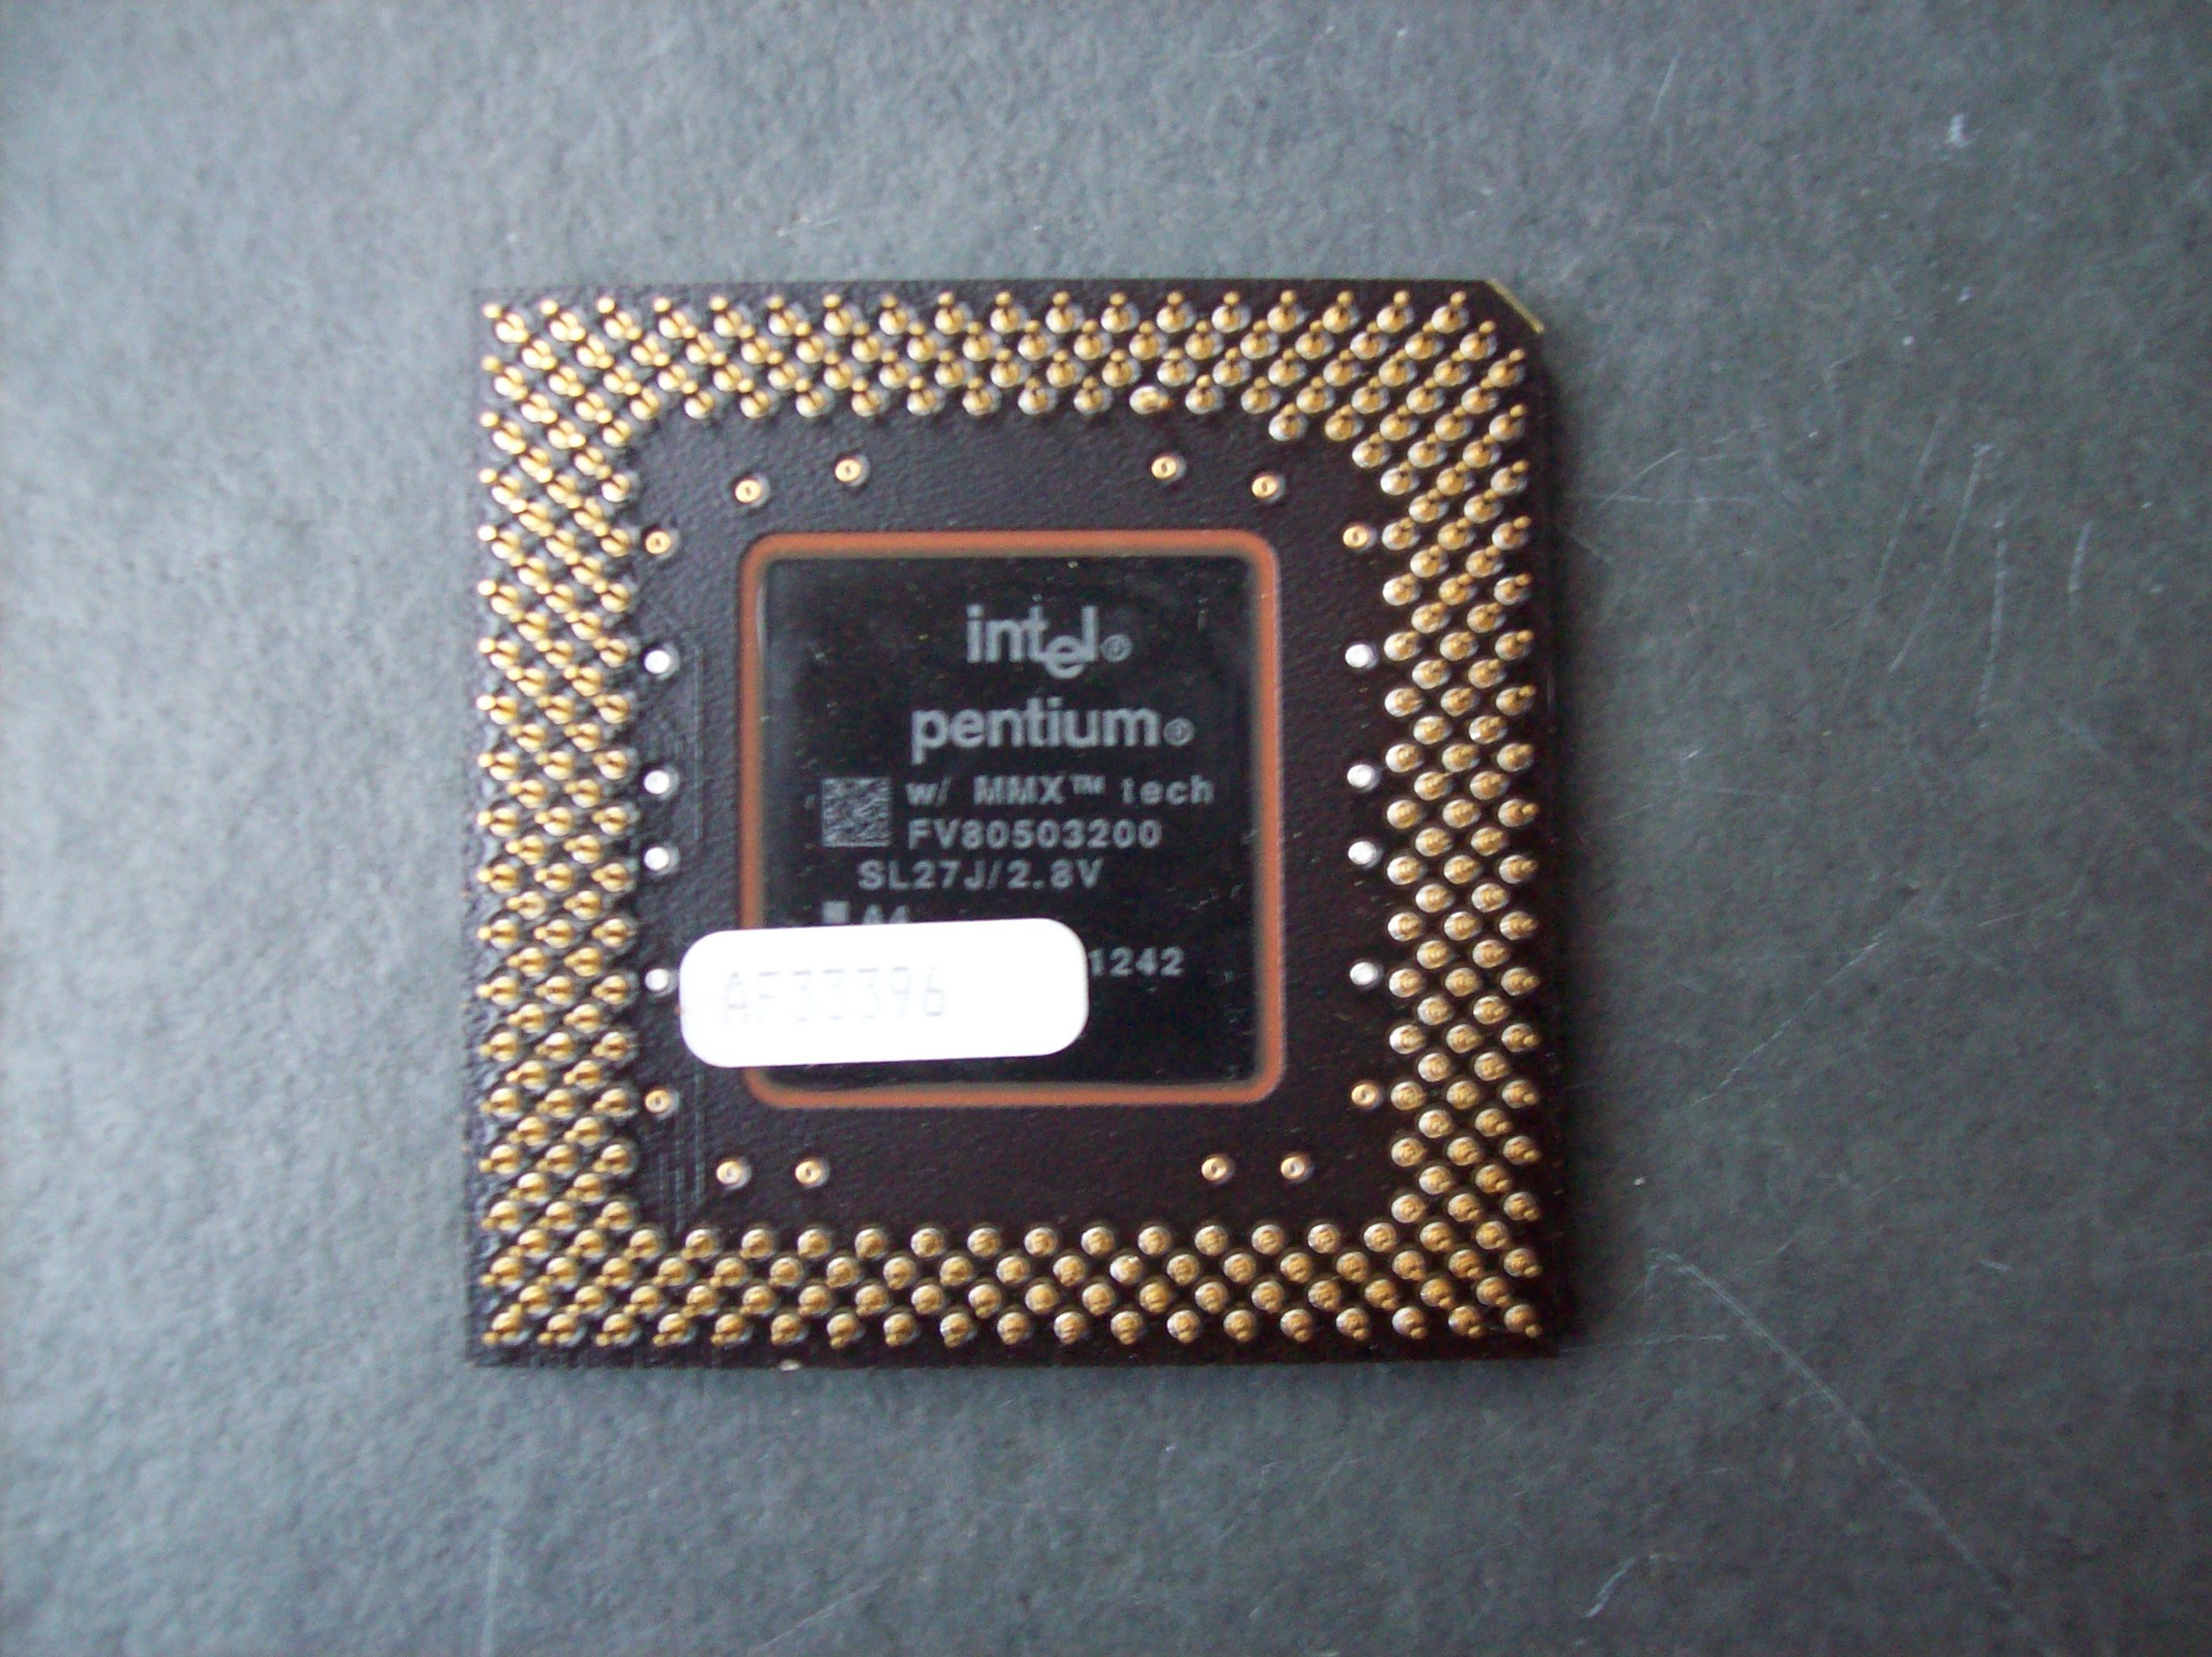 intel®
pentium®
w/ MMX™ tech
FV80503200
SL27J/2.8V
1242
AF33396